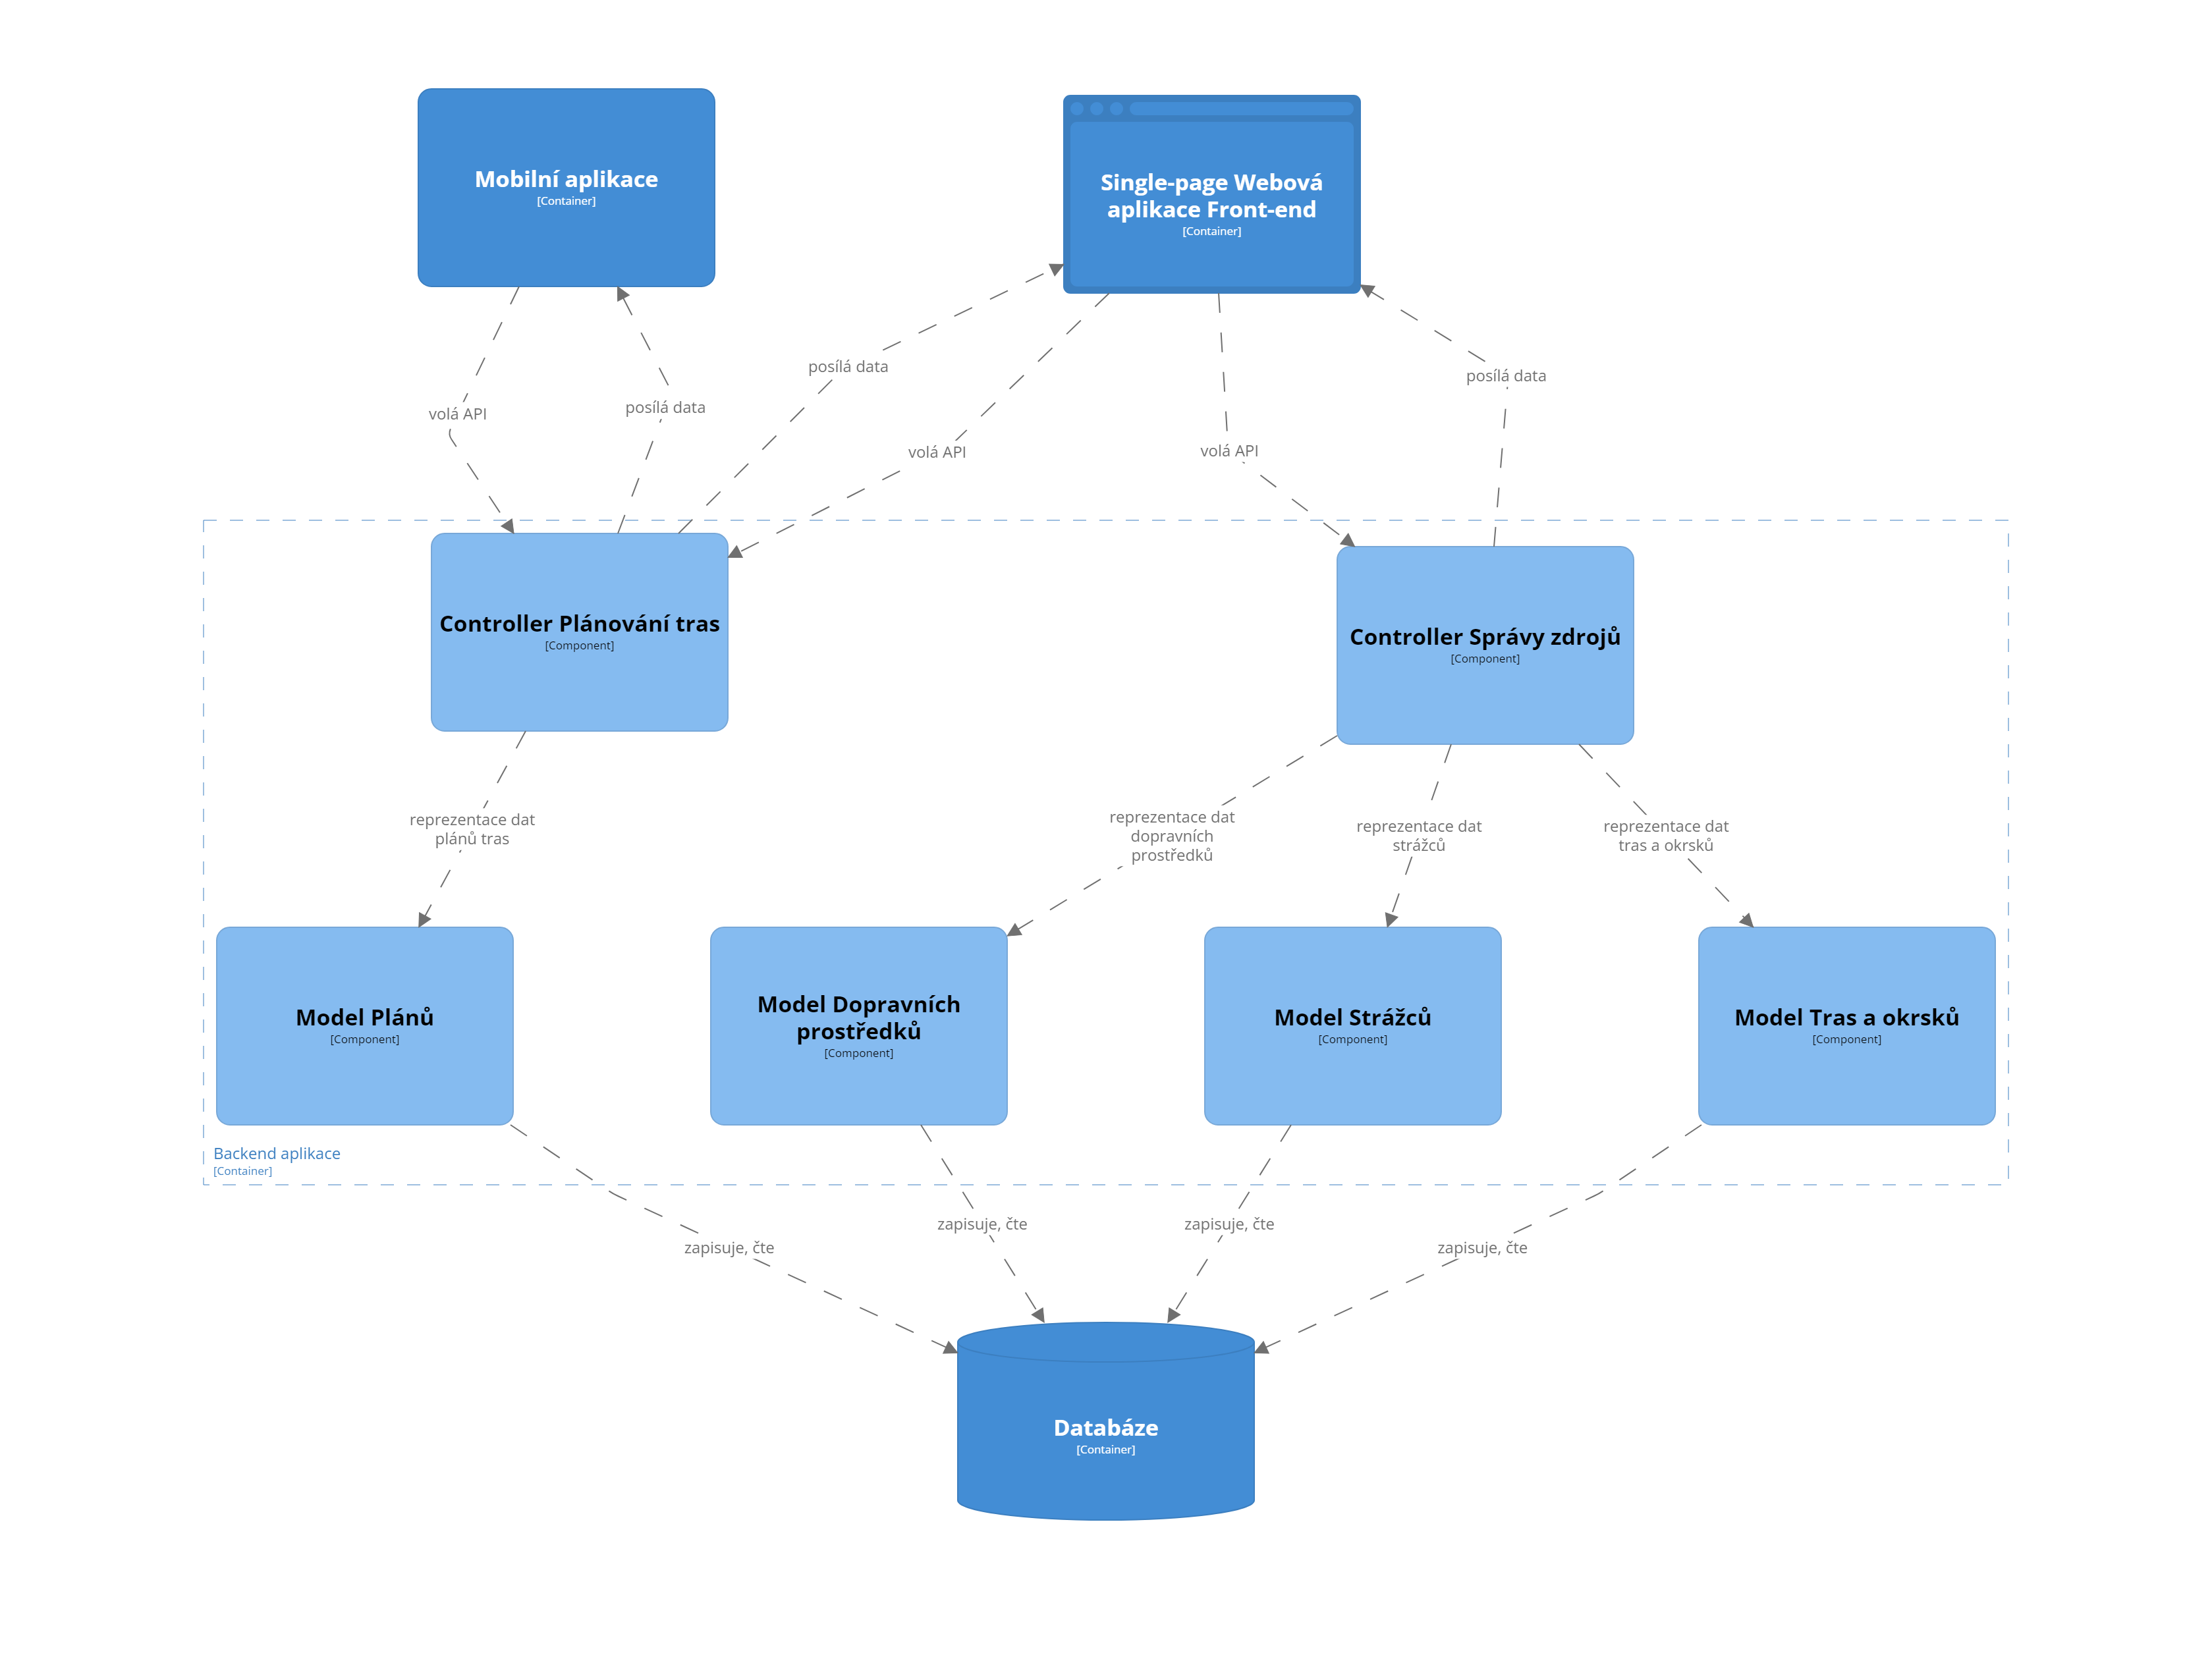 Mobilní aplikace
[Container]
Single-page Webová
aplikace Front-end
[Container]
posílá data
posílá data
volá API
posílá data
volá API
volá API
Controller Plánování tras
[Component]
Controller Správy zdrojů
[Component]
reprezentace dat
plánů tras
reprezentace dat
dopravních
prostředků
reprezentace dat
strážců
reprezentace dat
tras a okrsků
Model Plánů
[Component]
Model Dopravních
prostředků
[Component]
Model Strážců
[Component]
Model Tras a okrsků
[Component]
Backend aplikace
[Container]
zapisuje, čte
zapisuje, čte
zapisuje, čte
zapisuje, čte
Databáze
[Container]